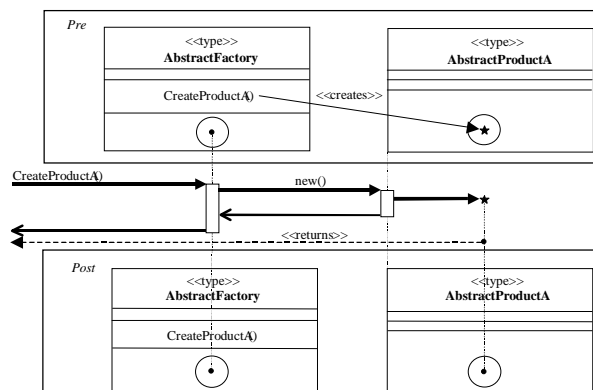 Pre
<<type>>
AbstractFactory
<<type>>
AbstractProductA
CreateProductA()
<<creates>>
CreateProductA()
new()
<<returns>>
Post
<<type>>
AbstractFactory
<<type>>
AbstractProductA
CreateProductA()